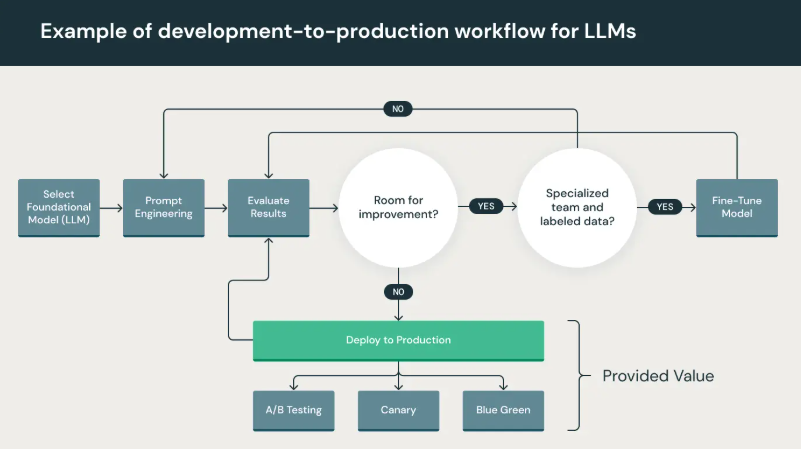 Example of development-to-production workflow for LLMs
NO
Select
Foundational
Model (LLM)
Prompt
Engineering
Evaluate
Results
Room for
improvement?
YES
Specialized
team and
labeled data?
YES
Fine-Tune
Model
NO
Deploy to Production
Provided Value
A/B Testing
Canary
Blue Green